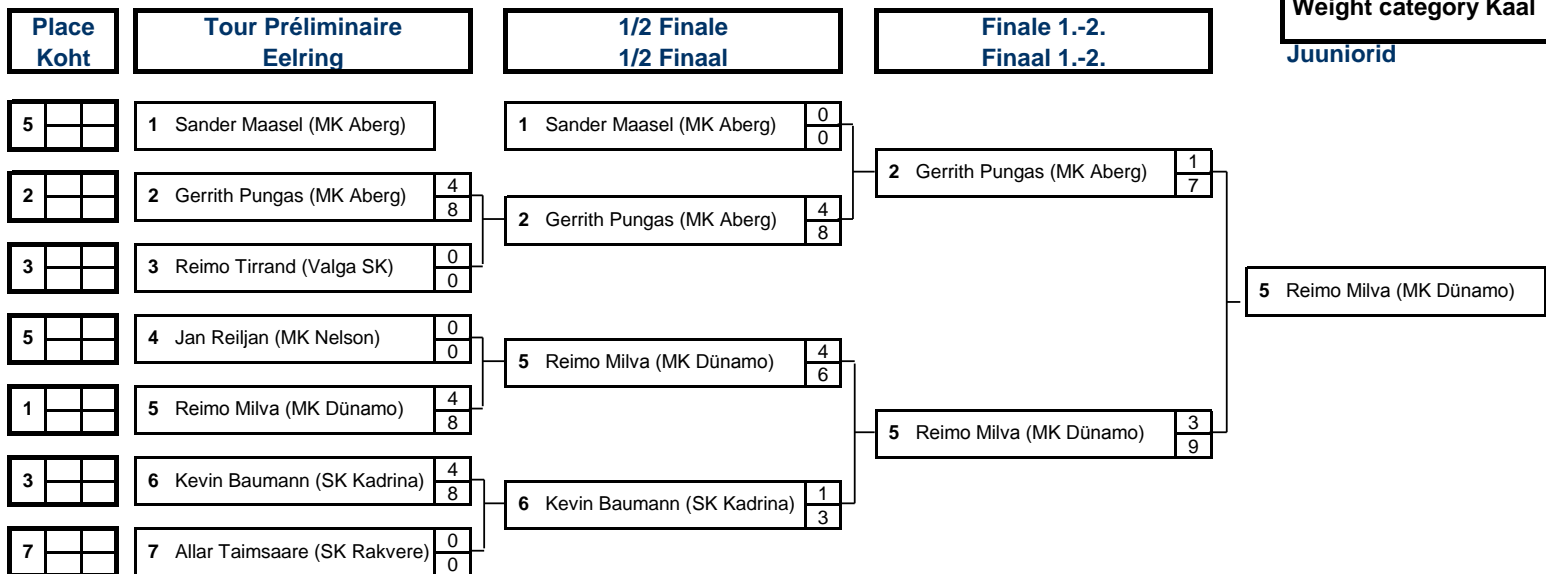 Weight category Kaal
Place
Koht
Tour Préliminaire
Eelring
1/2 Finale
1/2 Finaal
Finale 1.-2.
Finaal 1.-2.
Juuniorid
5
1 Sander Maasel (MK Aberg)
1 Sander Maasel (MK Aberg)
0
0
2 Gerrith Pungas (MK Aberg)
1
7
2
2 Gerrith Pungas (MK Aberg)
4
8
2 Gerrith Pungas (MK Aberg)
4
8
3
3 Reimo Tirrand (Valga SK)
0
0
5 Reimo Milva (MK Dünamo)
5
4 Jan Reiljan (MK Nelson)
0
0
5 Reimo Milva (MK Dünamo)
4
6
1
5 Reimo Milva (MK Dünamo)
4
8
5 Reimo Milva (MK Dünamo)
3
9
3
6 Kevin Baumann (SK Kadrina)
4
8
6 Kevin Baumann (SK Kadrina)
1
3
7
7 Allar Taimsaare (SK Rakvere)
0
0